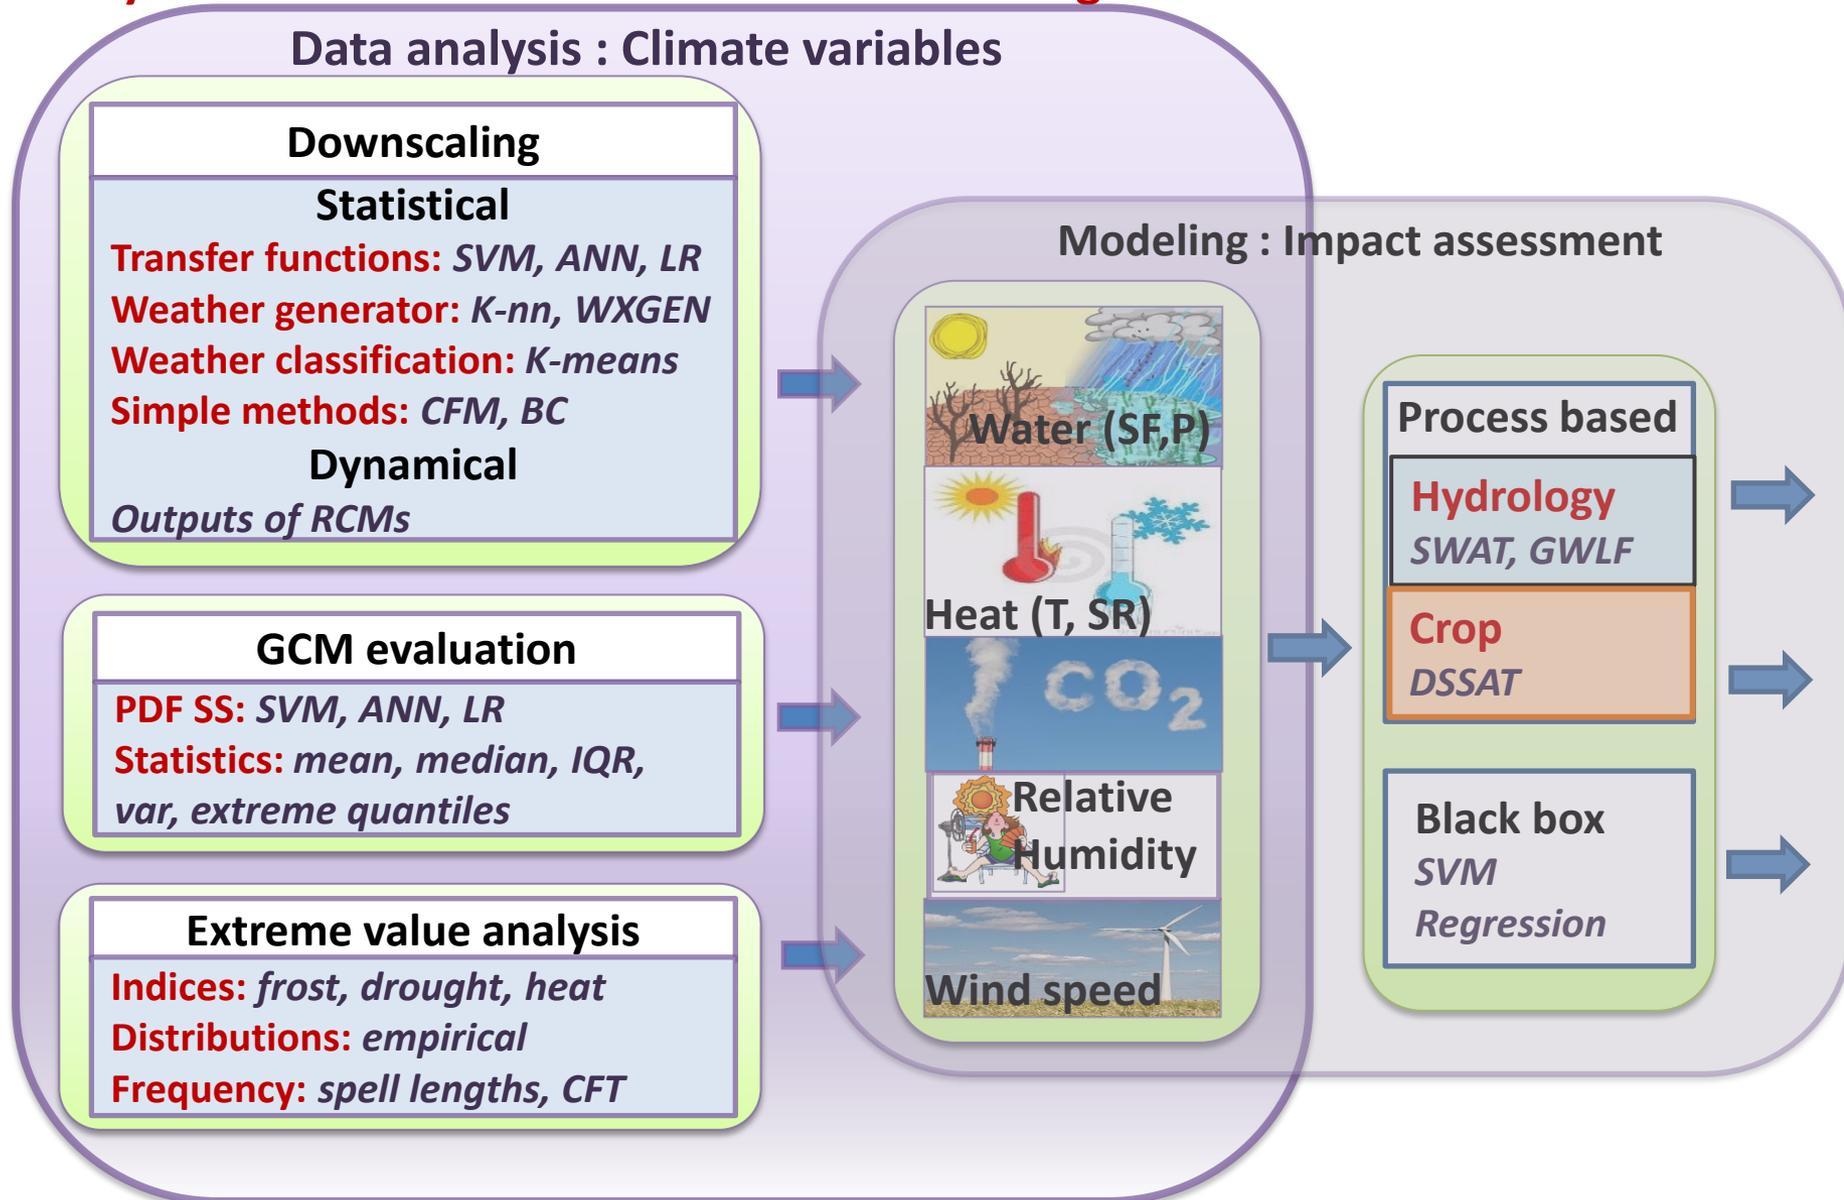 Data analysis : Climate variables
Downscaling
Statistical
Transfer functions: SVM, ANN, LR
Weather generator: K-nn, WXGEN
Weather classification: K-means
Simple methods: CFM, BC
Dynamical
Outputs of RCMs
GCM evaluation
PDF SS: SVM, ANN, LR
Statistics: mean, median, IQR,
var, extreme quantiles
Extreme value analysis
Indices: frost, drought, heat
Distributions: empirical
Frequency: spell lengths, CFT
Modeling : Impact assessment
Water (SF,P)
Heat (T, SR)
CO2
Relative
Humidity
Wind speed
Process based
Hydrology
SWAT, GWLF
Crop
DSSAT
Black box
SVM
Regression